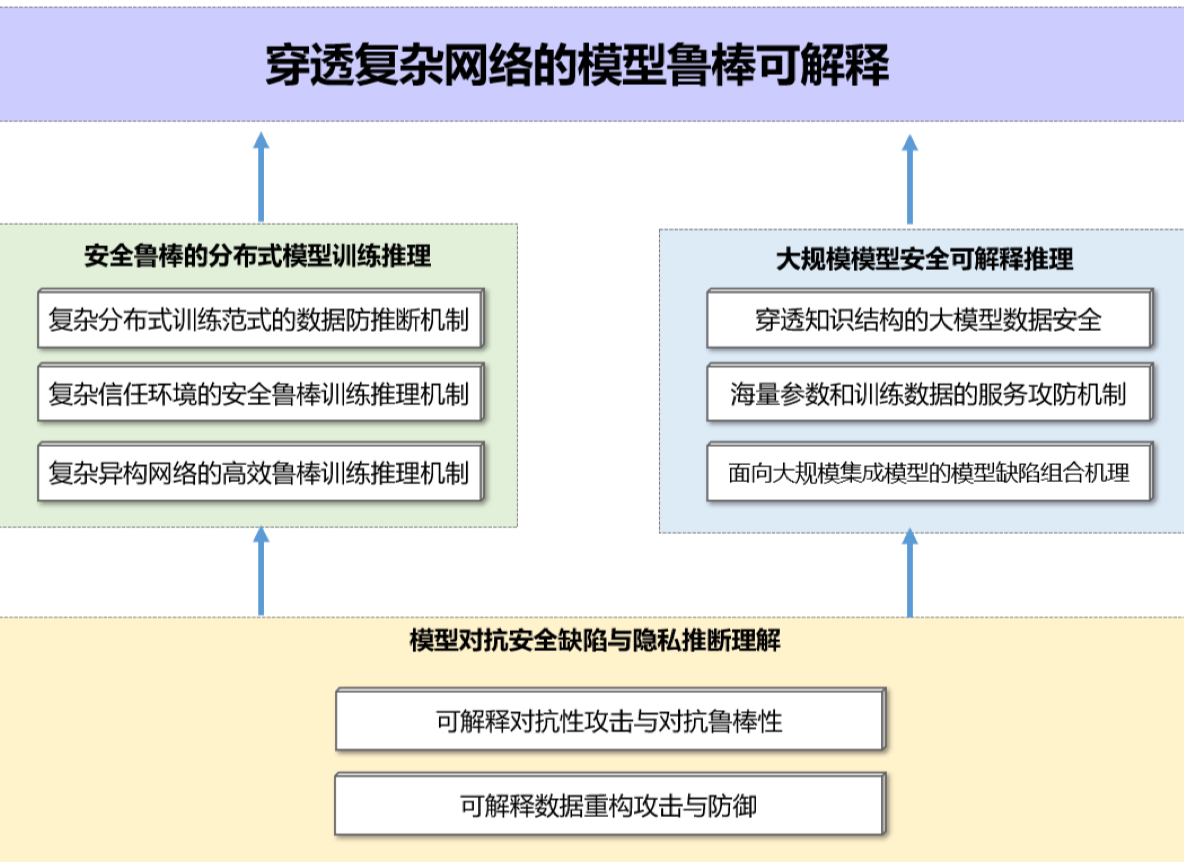 穿透复杂网络的模型鲁棒可解释
安全鲁棒的分布式模型训练推理
复杂分布式训练范式的数据防推断机制
复杂信任环境的安全鲁棒训练推理机制
复杂异构网络的高效鲁棒训练推理机制
大规模模型安全可解释推理
穿透知识结构的大模型数据安全
海量参数和训练数据的服务攻防机制
面向大规模集成模型的模型缺陷组合机理
模型对抗安全缺陷与隐私推断理解
可解释对抗性攻击与对抗鲁棒性
可解释数据重构攻击与防御